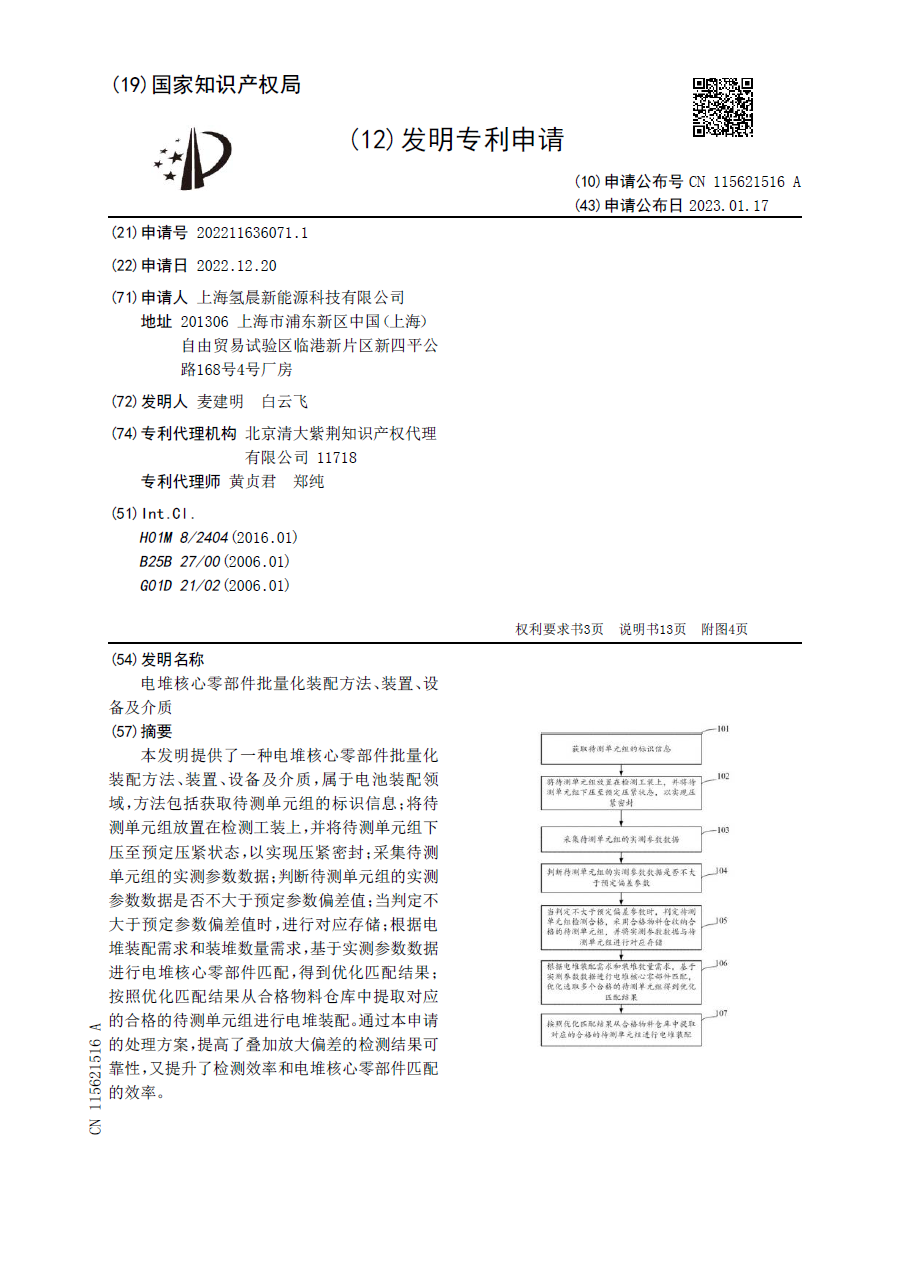 (19)国家知识产权局
(12)发明专利申请
(10)申请公布号 CN 115621516 A
(43)申请公布日 2023.01.17
(21)申请号 202211636071.1
(22)申请日 2022.12.20
(71)申请人 上海氢晨新能源科技有限公司
地址 201306 上海市浦东新区中国(上海)
自由贸易试验区临港新片区新四平公
路168号4号厂房
(72)发明人 麦建明 白云飞
(74)专利代理机构 北京清大紫荆知识产权代理
有限公司 11718
专利代理师 黄贞君 郑纯
(51)Int.Cl.
H01M 8/2404(2016.01)
B25B 27/00(2006.01)
G01D 21/02(2006.01)
权利要求书3页 说明书13页 附图4页
(54)发明名称
电堆核心零部件批量化装配方法、装置、设
备及介质
(57)摘要
本发明提供了一种电堆核心零部件批量化
装配方法、装置、设备及介质,属于电池装配领
域,方法包括获取待测单元组的标识信息;将待
测单元组放置在检测工装上,并将待测单元组下
压至预定压紧状态,以实现压紧密封;采集待测
单元组的实测参数数据;判断待测单元组的实测
参数数据是否不大于预定参数偏差值;当判定不
大于预定参数偏差值时,进行对应存储;根据电
堆装配需求和装堆数量需求,基于实测参数数据
进行电堆核心零部件匹配,得到优化匹配结果;
按照优化匹配结果从合格物料仓库中提取对应
的合格的待测单元组进行电堆装配。通过本申请
的处理方案,提高了叠加放大偏差的检测结果可
靠性,又提升了检测效率和电堆核心零部件匹配
的效率。
101
获取待测单元组的标识信息
102
将待测单元组放置在检测工装上，并将待
测单元组下压至预定压紧状态，以实现压
紧密封
103
采集待测单元组的实测参数数据
104
判断待测单元组的实测参数数据是否不大
于预定偏差参数
105
当判定不大于预定偏差参数时，判定待测
单元组检测合格，采用合格物料仓收纳合
格的待测单元组，并将实测参数数据与待
测单元组进行对应存储
106
根据电堆装配需求和装堆数量需求，基于
实测参数数据进行电堆核心零部件匹配，
优化选取多个合格的待测单元组得到优化
匹配结果
107
按照优化匹配结果从合格物料仓库中提取
对应的合格的待测单元组进行电堆装配
CN 115621516 A